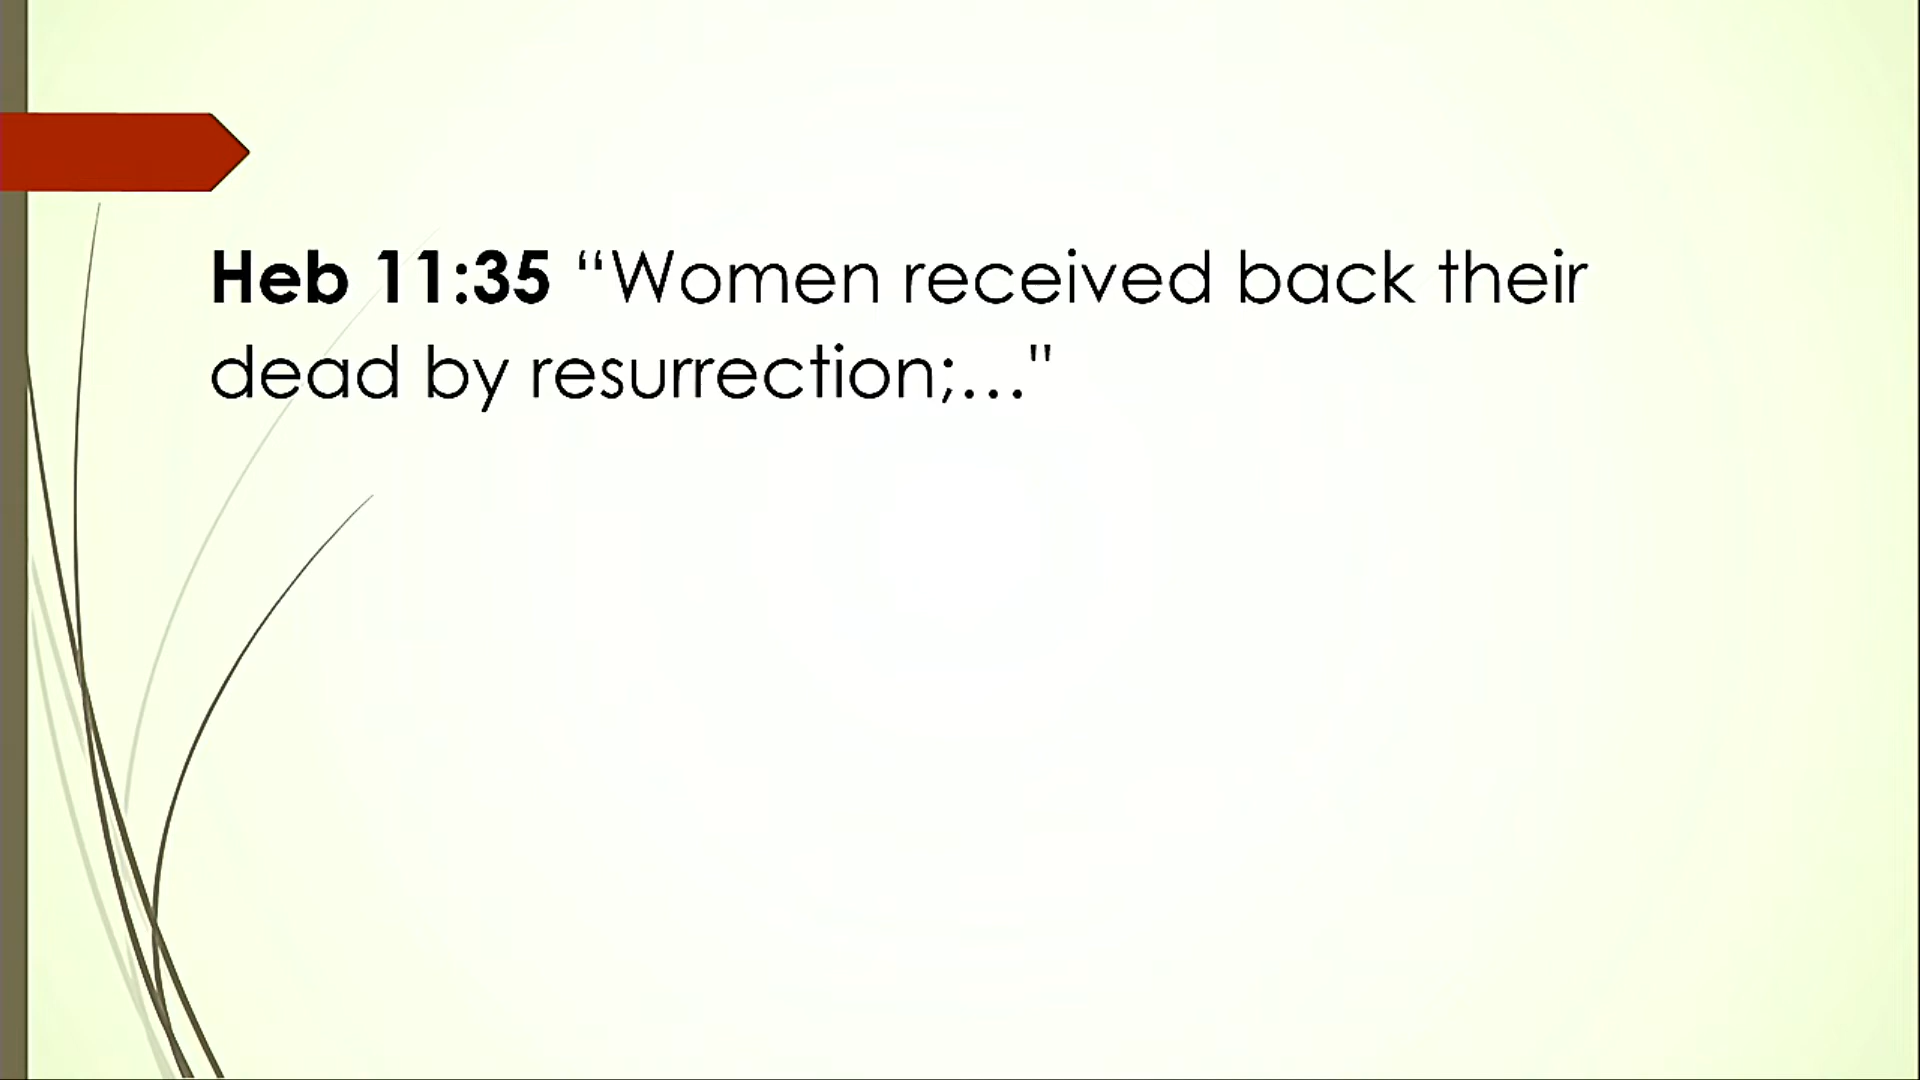 Heb 11:35 “Women received back their
dead by resurrection;…"